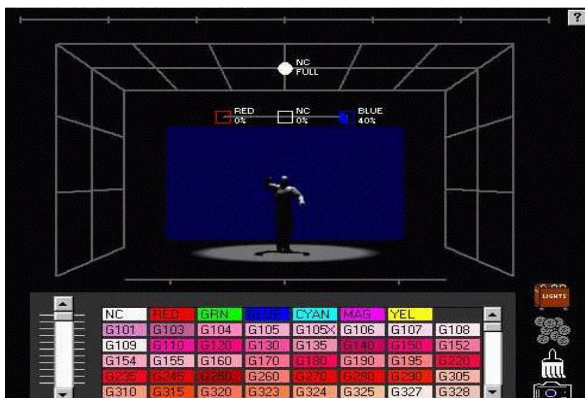 ?
NC
FULL
RED NC BLUE
0% 0% 40%
LIGHTS
NC RED GRN BLUE CYAN MAG YEL
G101 G103 G104 G105 G105X G106 G107 G108
G109 G110 G120 G130 G135 G140 G150 G152
G154 G155 G160 G170 G180 G190 G195 G220
G235 G245 G250 G260 G270 G280 G290 G305
G310 G315 G320 G323 G324 G325 G327 G328